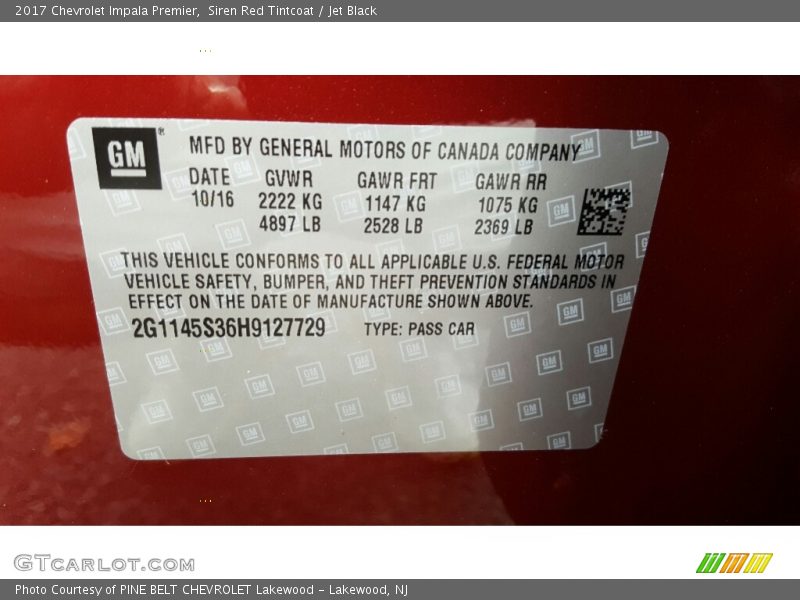 2017 Chevrolet Impala Premier,  Siren Red Tintcoat / Jet Black
GM ®
MFD BY GENERAL MOTORS OF CANADA COMPANY
DATE GVWR GAWR FRT GAWR RR
10/16 2222 KG 1147 KG 1075 KG
4897 LB 2528 LB 2369 LB
THIS VEHICLE CONFORMS TO ALL APPLICABLE U.S. FEDERAL MOTOR
VEHICLE SAFETY, BUMPER, AND THEFT PREVENTION STANDARDS IN
EFFECT ON THE DATE OF MANUFACTURE SHOWN ABOVE.
2G1145S36H9127729 TYPE: PASS CAR
GTCARLOT.COM
Photo Courtesy of PINE BELT CHEVROLET Lakewood - Lakewood, NJ